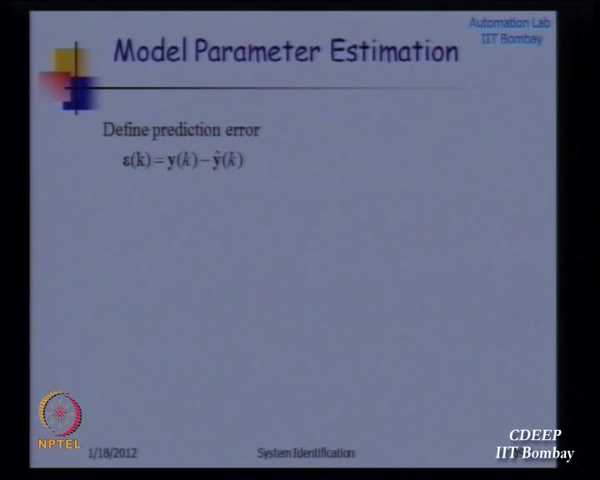 Automation Lab
IIT Bombay
Model Parameter Estimation
Define prediction error
ε(k) = y(k) − ŷ(k)
NPTEL
1/18/2012
System Identification
CDEEP
IIT Bombay